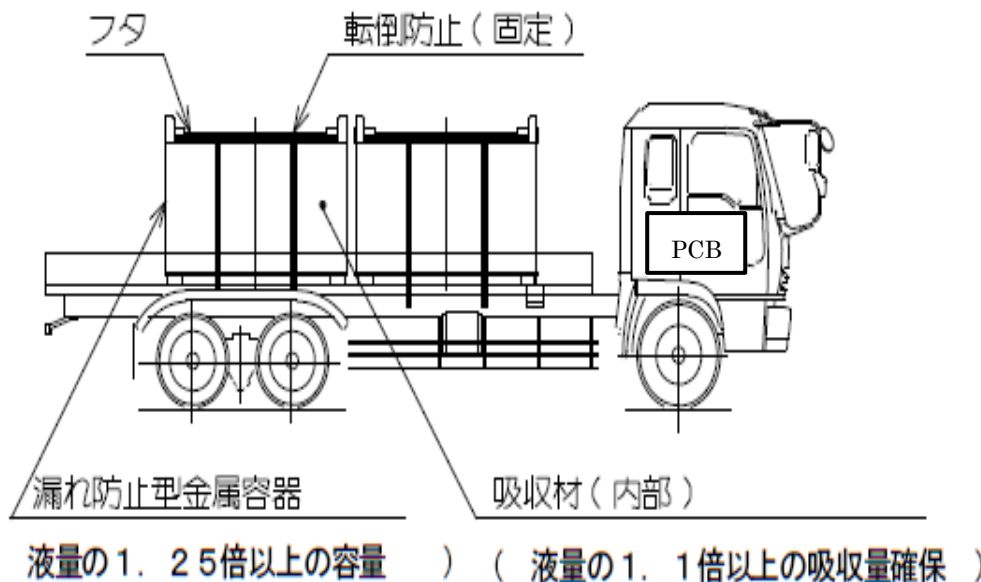 フタ
転倒防止（固定）
PCB
漏れ防止型金属容器
吸収材（内部）
液量の１．２５倍以上の容量　）
（　液量の１．１倍以上の吸収量確保　）